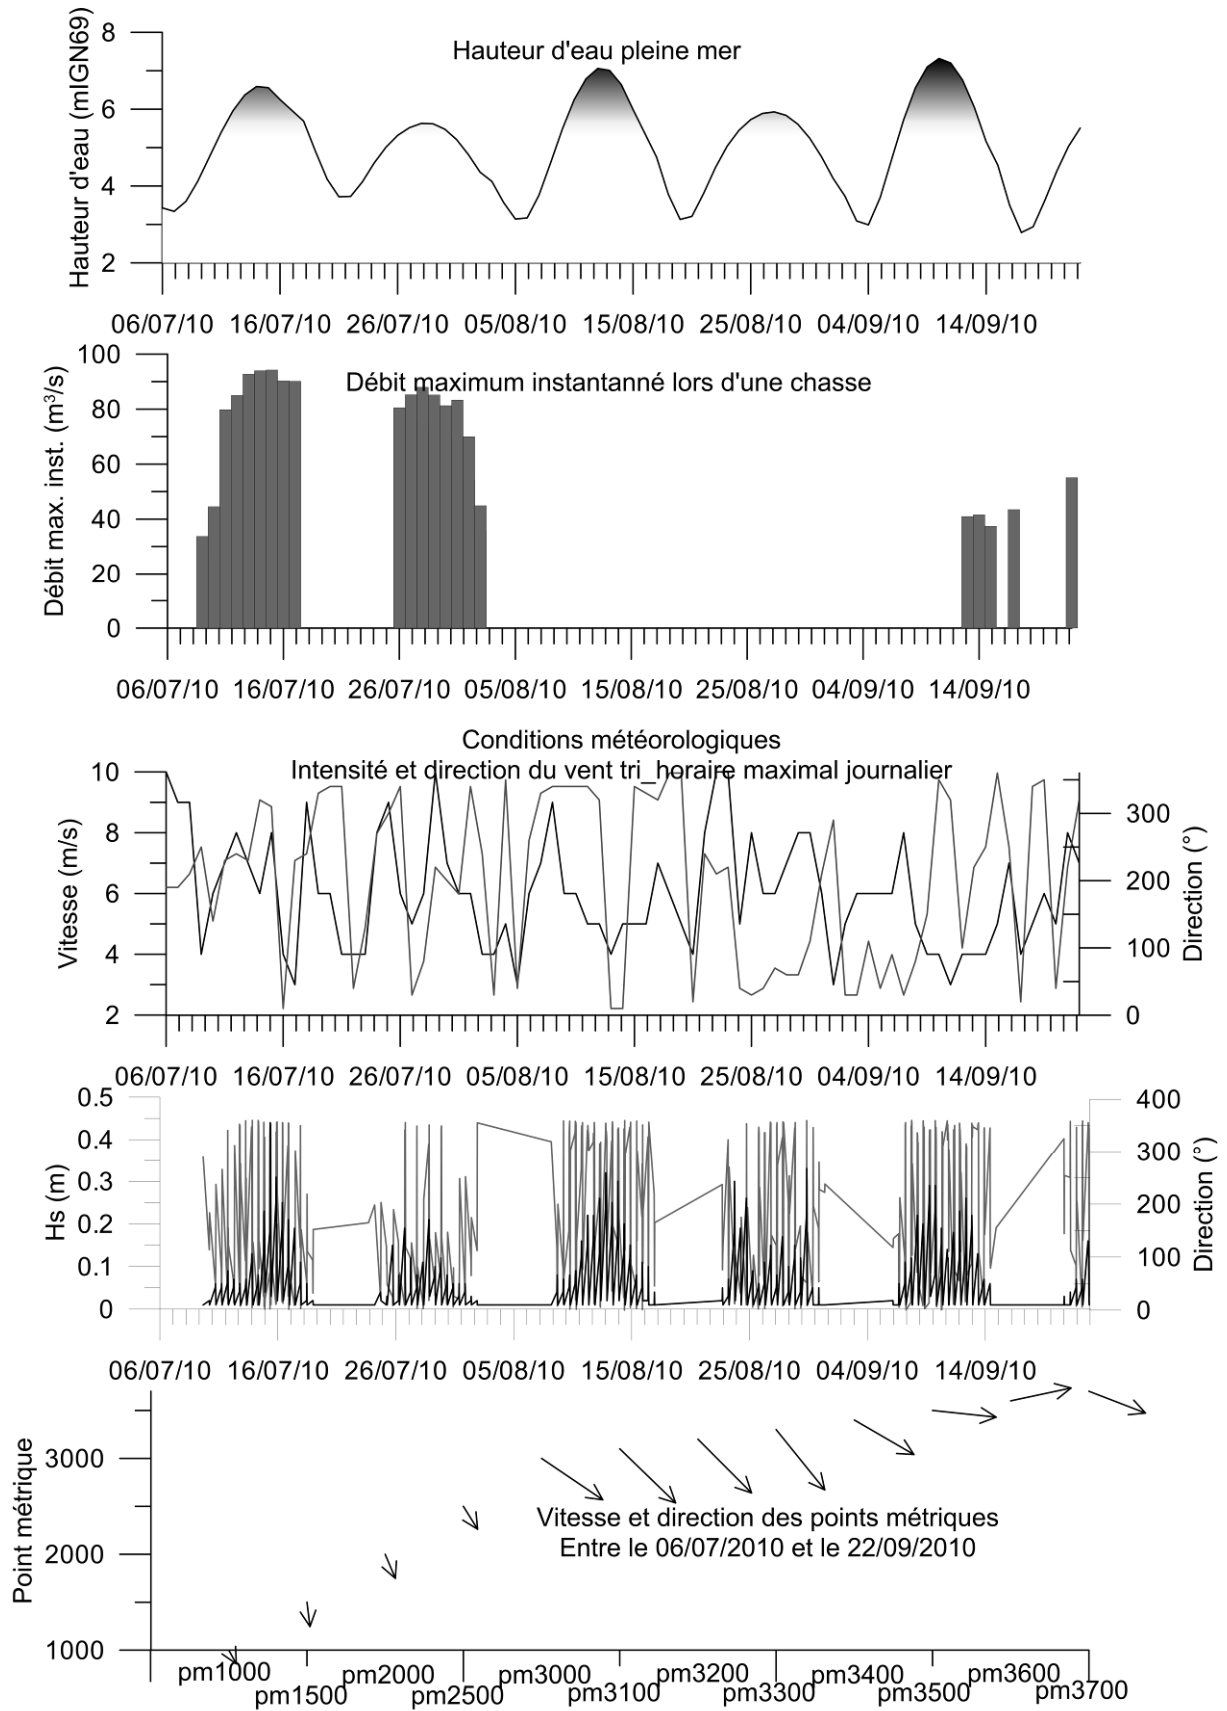 Hauteur d'eau pleine mer
Hauteur d'eau (mIGN69)
8
6
4
2
06/07/10 16/07/10 26/07/10 05/08/10 15/08/10 25/08/10 04/09/10 14/09/10
Débit maximum instantanné lors d'une chasse
Débit max. inst. (m³/s)
100
80
60
40
20
0
06/07/10 16/07/10 26/07/10 05/08/10 15/08/10 25/08/10 04/09/10 14/09/10
Conditions météorologiques
Intensité et direction du vent tri_horaire maximal journalier
Vitesse (m/s)
10
8
6
4
2
300
200
100
0
Direction (°)
06/07/10 16/07/10 26/07/10 05/08/10 15/08/10 25/08/10 04/09/10 14/09/10
Hs (m)
0.5
0.4
0.3
0.2
0.1
0
400
300
200
100
0
Direction (°)
06/07/10 16/07/10 26/07/10 05/08/10 15/08/10 25/08/10 04/09/10 14/09/10
Point métrique
3000
2000
1000
Vitesse et direction des points métriques
Entre le 06/07/2010 et le 22/09/2010
pm1000 pm2000 pm3000 pm3200 pm3400 pm3600
pm1500 pm2500 pm3100 pm3300 pm3500 pm3700